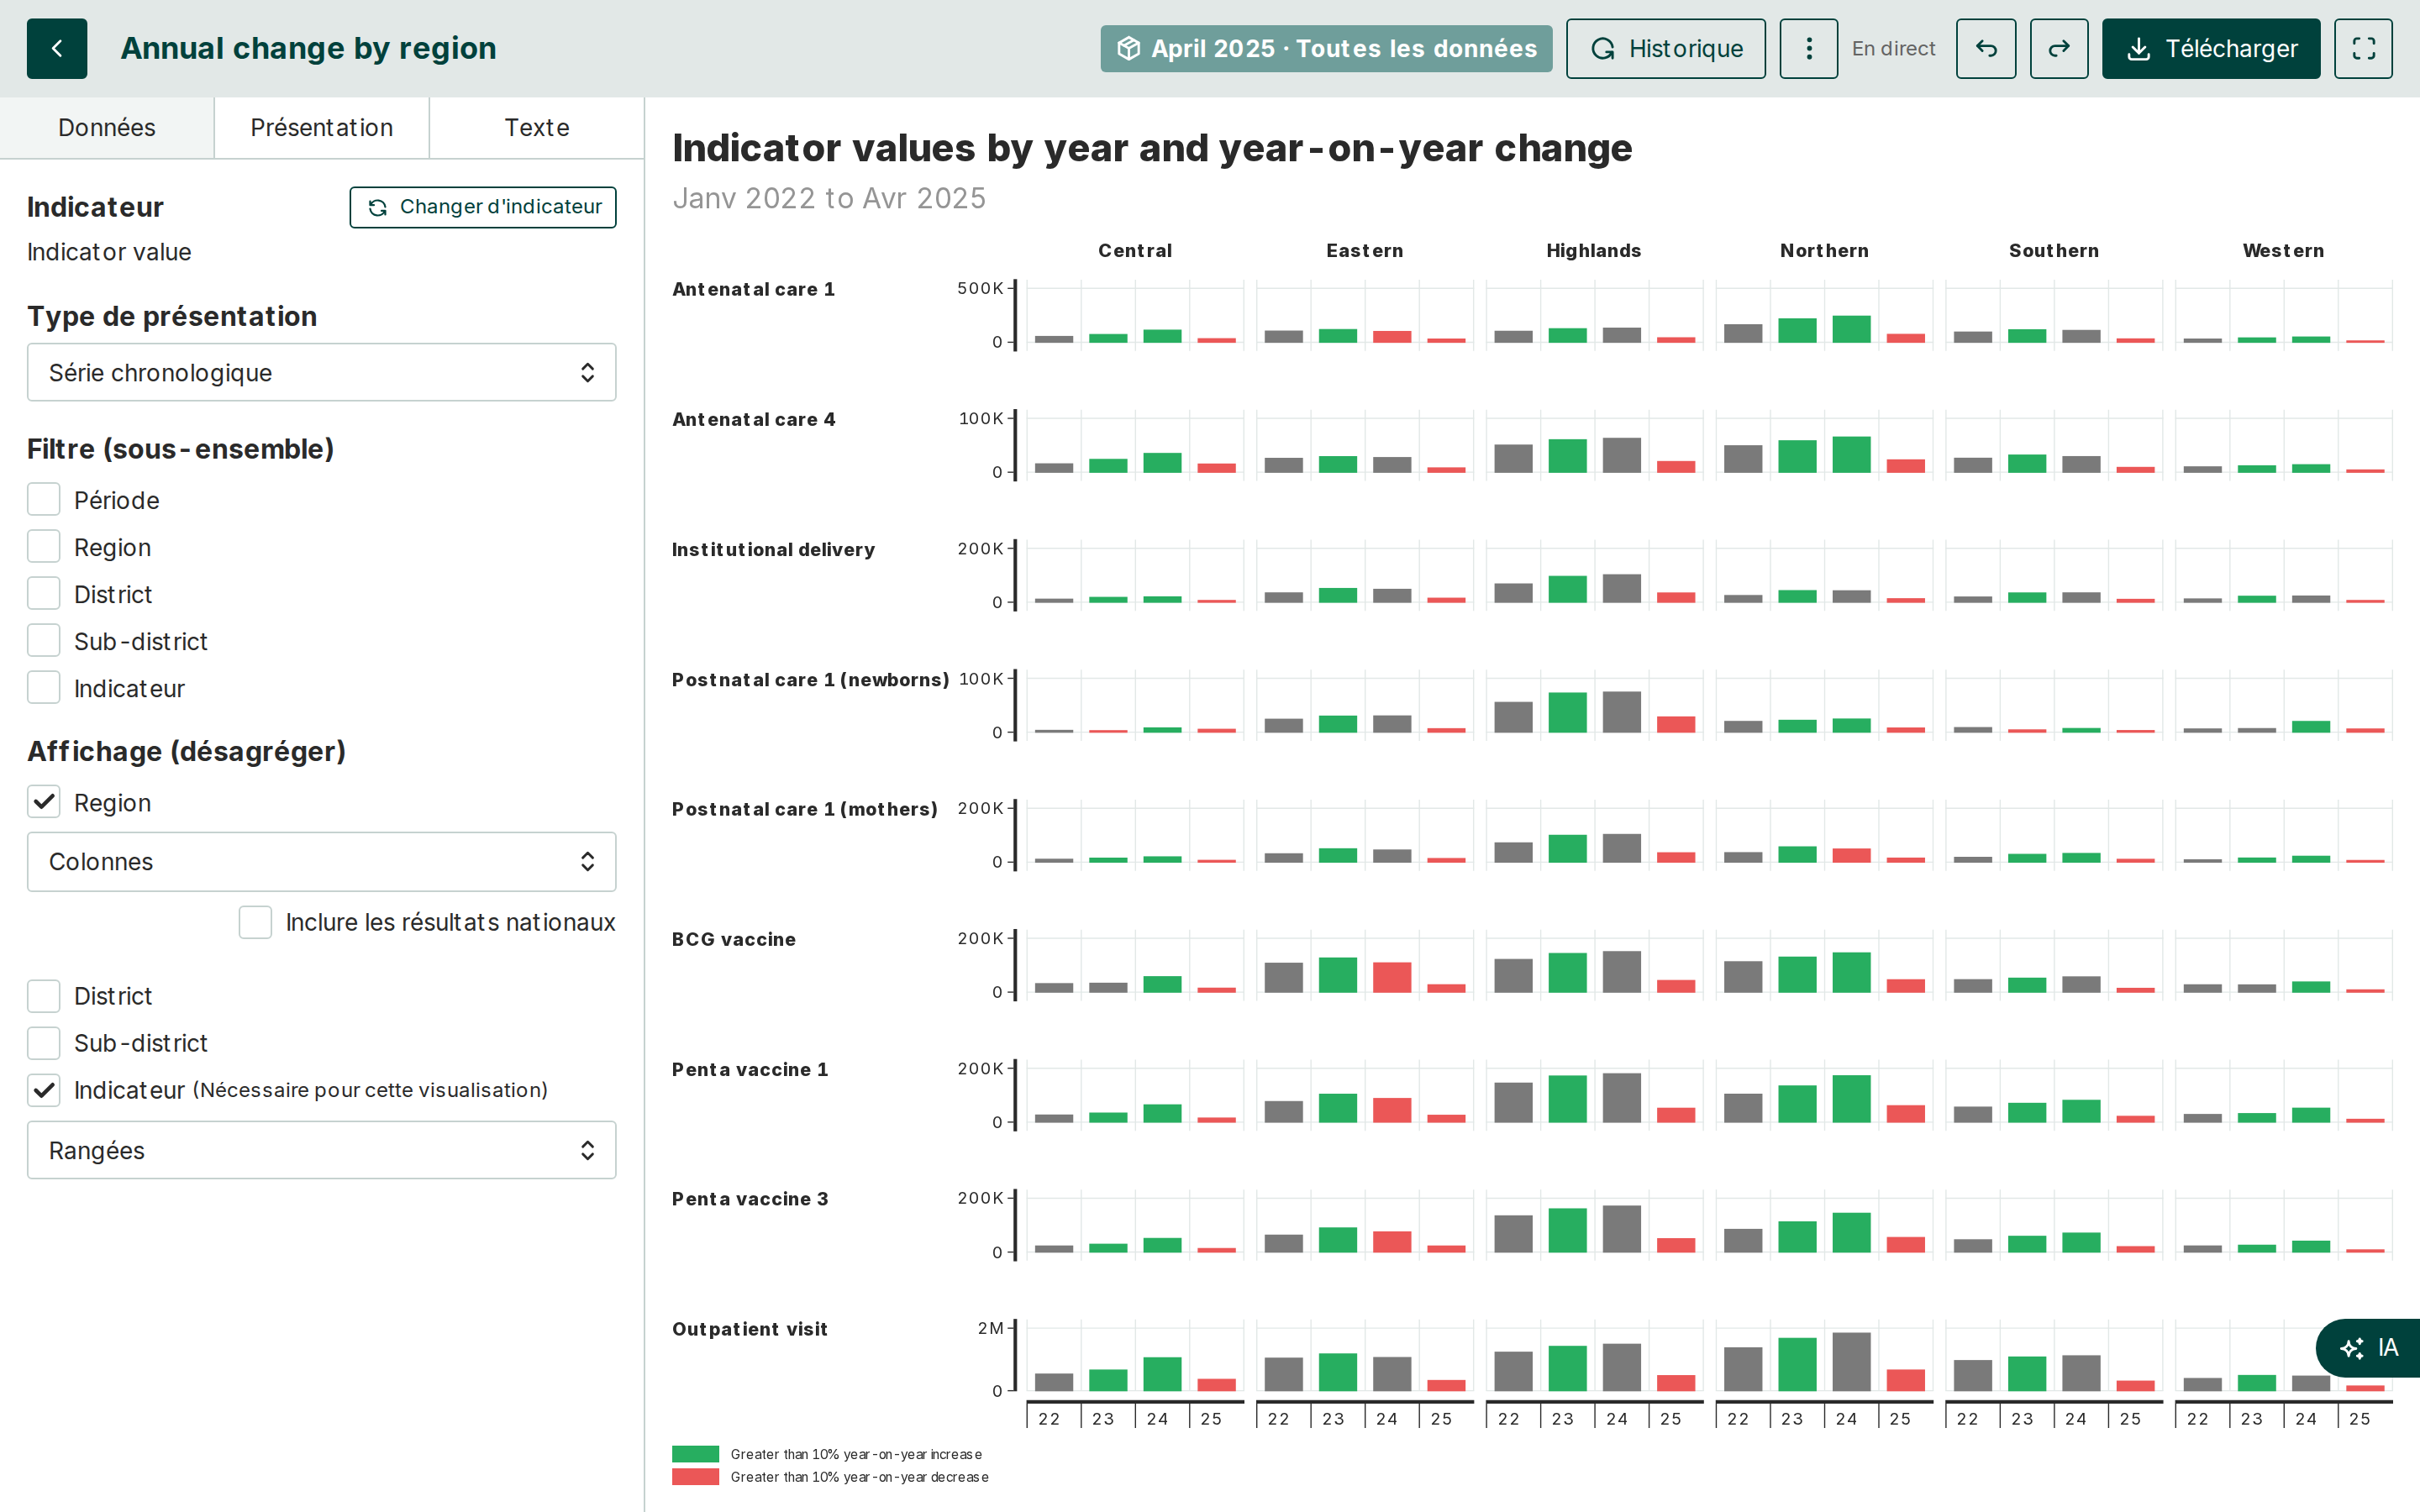 Annual change by region
April 2025 · Toutes les données
Historique
En direct
Télécharger
Données
Présentation
Texte
Indicateur
Changer d'indicateur
Indicator value
Type de présentation
Série chronologique
Filtre (sous-ensemble)
Période
Region
District
Sub-district
Indicateur
Affichage (désagréger)
Region
Colonnes
Inclure les résultats nationaux
District
Sub-district
Indicateur (Nécessaire pour cette visualisation)
Rangées
Indicator values by year and year-on-year change
Janv 2022 to Avr 2025
Central Eastern Highlands Northern Southern Western
Antenatal care 1 500K
0
Antenatal care 4 100K
0
Institutional delivery 200K
0
Postnatal care 1 (newborns) 100K
0
Postnatal care 1 (mothers) 200K
0
BCG vaccine 200K
0
Penta vaccine 1 200K
0
Penta vaccine 3 200K
0
Outpatient visit 2M
0
IA
22 23 24 25 22 23 24 25 22 23 24 25 22 23 24 25 22 23 24 25 22 23 24 25
Greater than 10% year-on-year increase
Greater than 10% year-on-year decrease